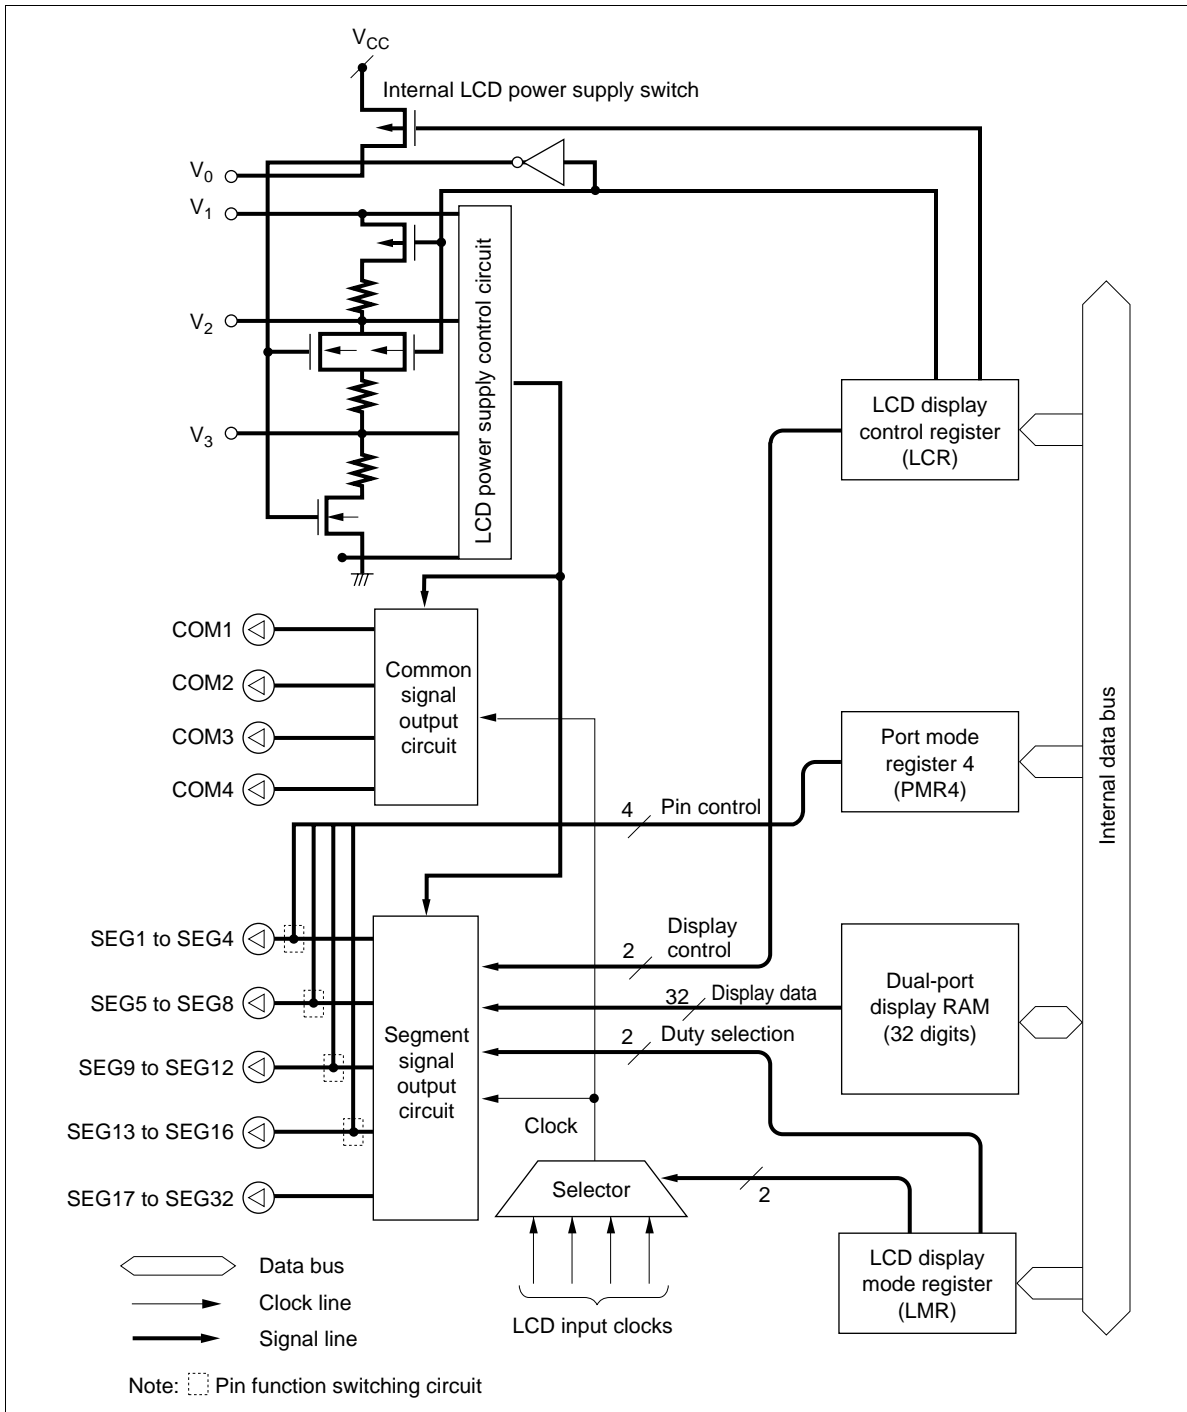 VCC
Internal LCD power supply switch
V0
V1
V2
V3
LCD power supply control circuit
LCD display
control register
(LCR)
COM1
COM2
COM3
COM4
Common
signal
output
circuit
Port mode
register 4
(PMR4)
Internal data bus
4 Pin control
SEG1 to SEG4
SEG5 to SEG8
SEG9 to SEG12
SEG13 to SEG16
SEG17 to SEG32
Segment
signal
output
circuit
Display
control
2
32 Display data
2 Duty selection
Dual-port
display RAM
(32 digits)
Clock
Selector
2
LCD display
mode register
(LMR)
LCD input clocks
Data bus
Clock line
Signal line
Note: Pin function switching circuit